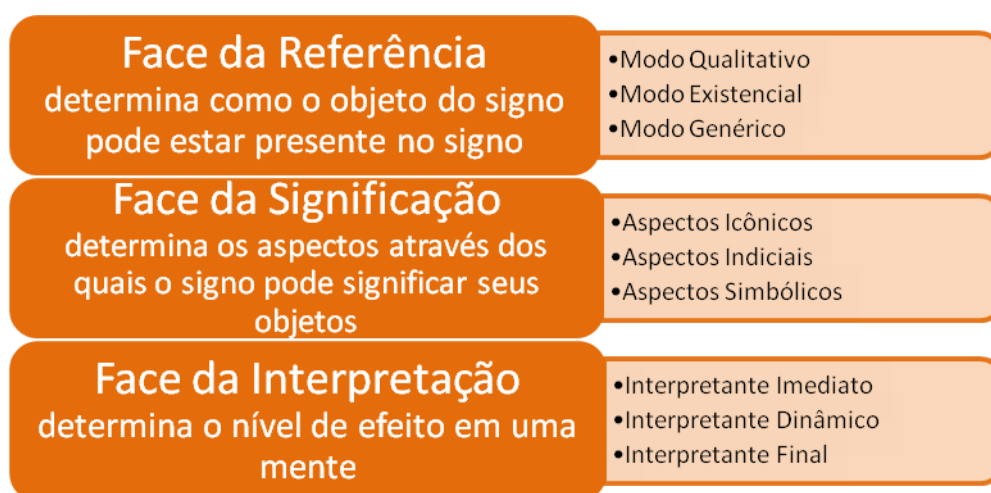 Face da Referência
determina como o objeto do signo
pode estar presente no signo
•Modo Qualitativo
•Modo Existencial
•Modo Genérico
Face da Significação
determina os aspectos através dos
quais o signo pode significar seus
objetos
•Aspectos Icônicos
•Aspectos Indiciais
•Aspectos Simbólicos
Face da Interpretação
determina o nível de efeito em uma
mente
•Interpretante Imediato
•Interpretante Dinâmico
•Interpretante Final